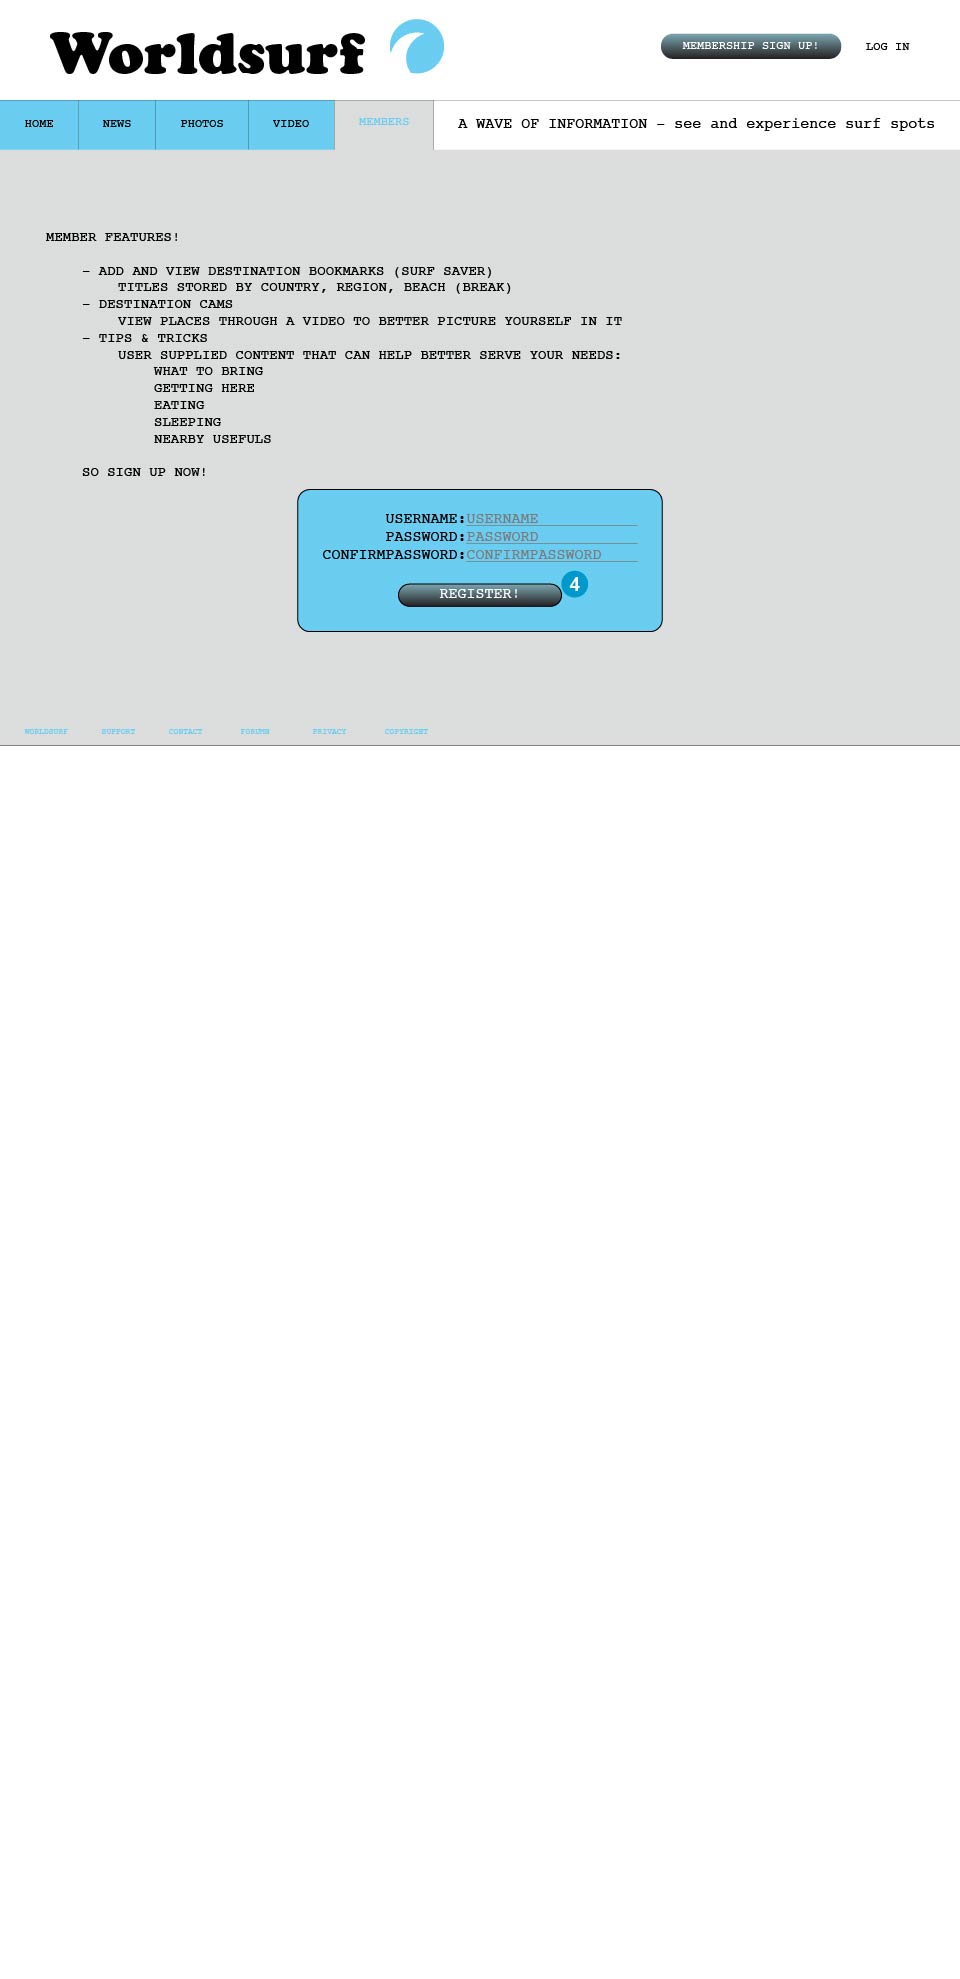 Worldsurf
MEMBERSHIP SIGN UP!
LOG IN
HOME
NEWS
PHOTOS
VIDEO
MEMBERS
A WAVE OF INFORMATION – see and experience surf spots
MEMBER FEATURES!
– ADD AND VIEW DESTINATION BOOKMARKS (SURF SAVER)
TITLES STORED BY COUNTRY, REGION, BEACH (BREAK)
– DESTINATION CAMS
VIEW PLACES THROUGH A VIDEO TO BETTER PICTURE YOURSELF IN IT
– TIPS & TRICKS
USER SUPPLIED CONTENT THAT CAN HELP BETTER SERVE YOUR NEEDS:
WHAT TO BRING
GETTING HERE
EATING
SLEEPING
NEARBY USEFULS
SO SIGN UP NOW!
USERNAME:USERNAME
PASSWORD:PASSWORD
CONFIRMPASSWORD:CONFIRMPASSWORD
REGISTER!
4
WORLDSURF
SUPPORT
CONTACT
FORUMN
PRIVACY
COPYRIGHT